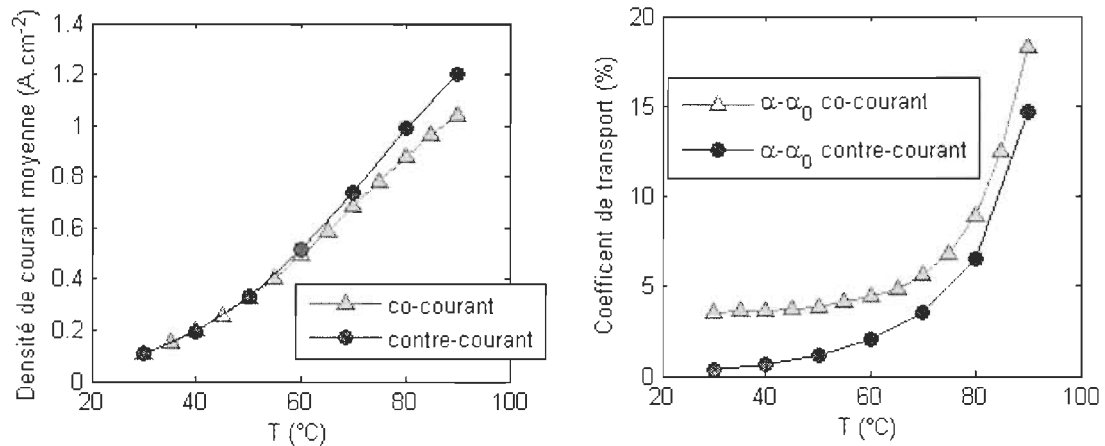 Densité de courant moyenne (A.cm⁻²)
1.4
1.2
1
0.8
0.6
0.4
0.2
0
20
40
60
80
100
T (°C)
co-courant
contre-courant
Coefficent de transport (%)
20
15
10
5
0
20
40
60
80
100
T (°C)
α-α₀ co-courant
α-α₀ contre-courant